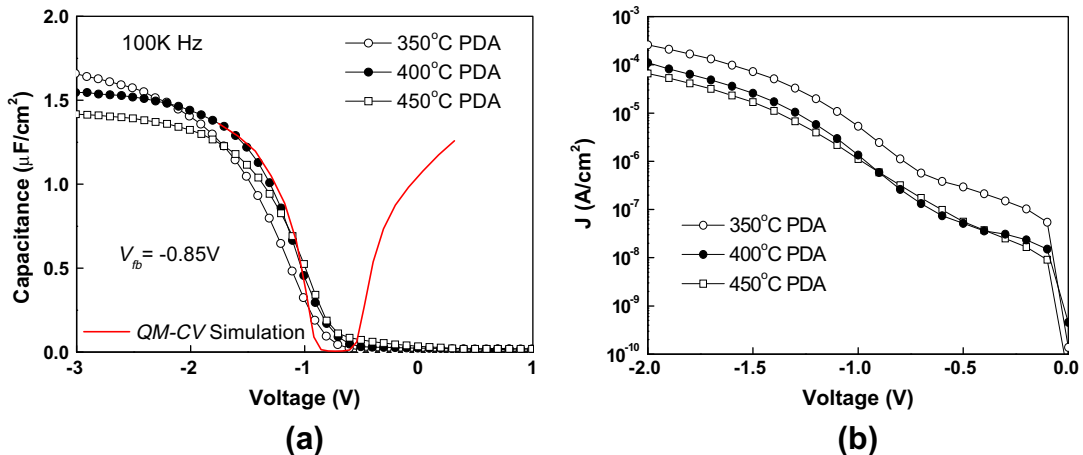 2.0
1.5
1.0
0.5
0.0
Capacitance (μF/cm²)
100K Hz
350°C PDA
400°C PDA
450°C PDA
V_fb = -0.85V
QM-CV Simulation
-3
-2
-1
0
1
Voltage (V)
(a)
10⁻³
10⁻⁴
10⁻⁵
10⁻⁶
10⁻⁷
10⁻⁸
10⁻⁹
10⁻¹⁰
J (A/cm²)
350°C PDA
400°C PDA
450°C PDA
-2.0
-1.5
-1.0
-0.5
0.0
Voltage (V)
(b)